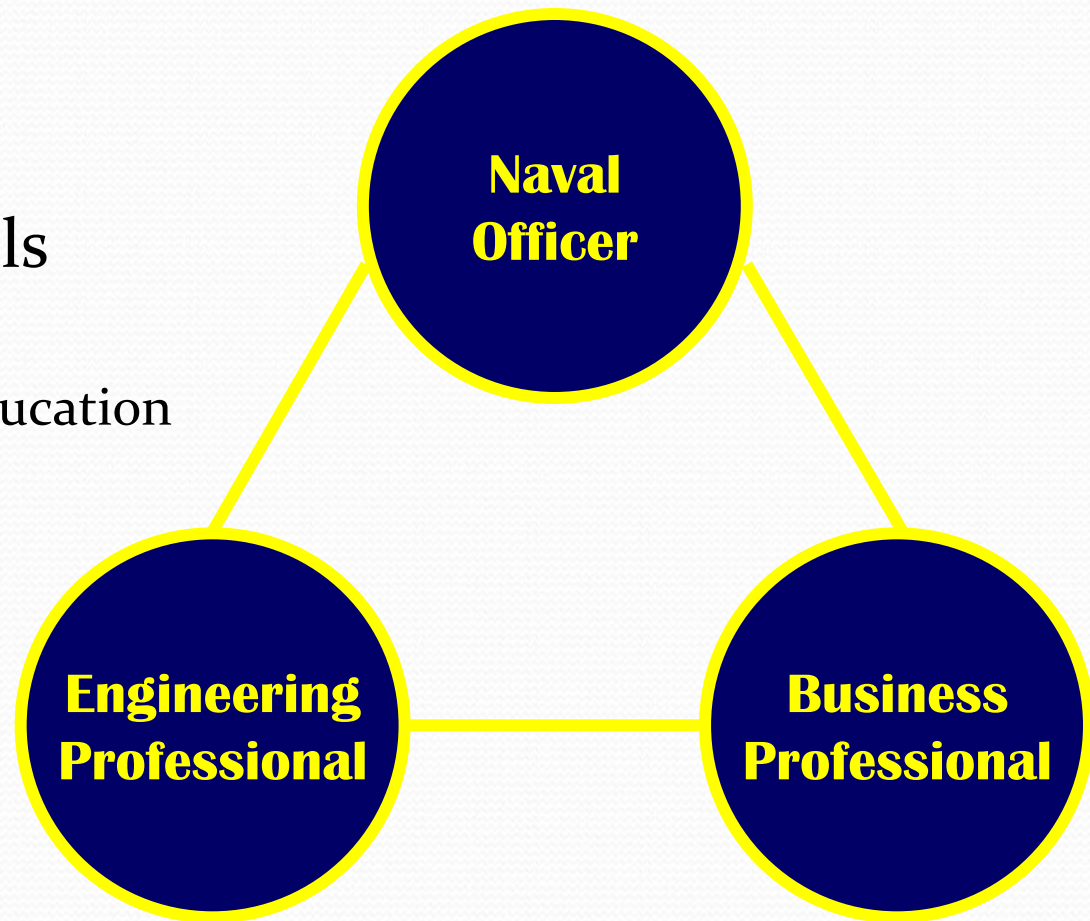 Naval
Officer
ls
ucation
Engineering
Professional
Business
Professional